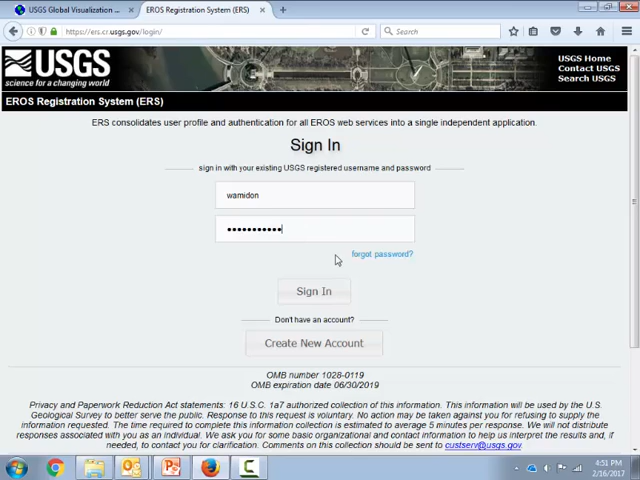 USGS Global Visualization ...
EROS Registration System (ERS)
https://ers.cr.usgs.gov/login/
Search
USGS
science for a changing world
USGS Home
Contact USGS
Search USGS
EROS Registration System (ERS)
ERS consolidates user profile and authentication for all EROS web services into a single independent application.
Sign In
sign in with your existing USGS registered username and password
wamidon
•••••••••••
forgot password?
Sign In
Don't have an account?
Create New Account
OMB number 1028-0119
OMB expiration date 06/30/2019
Privacy and Paperwork Reduction Act statements: 16 U.S.C. 1a7 authorized collection of this information. This information will be used by the U.S.
Geological Survey to better serve the public. Response to this request is voluntary. No action may be taken against you for refusing to supply the
information requested. The time required to complete this information collection is estimated to average 5 minutes per response. We will not distribute
responses associated with you as an individual. We ask you for some basic organizational and contact information to help us interpret the results and, if
needed, to contact you for clarification. Comments on this collection should be sent to custserv@usgs.gov.
4:51 PM
2/16/2017